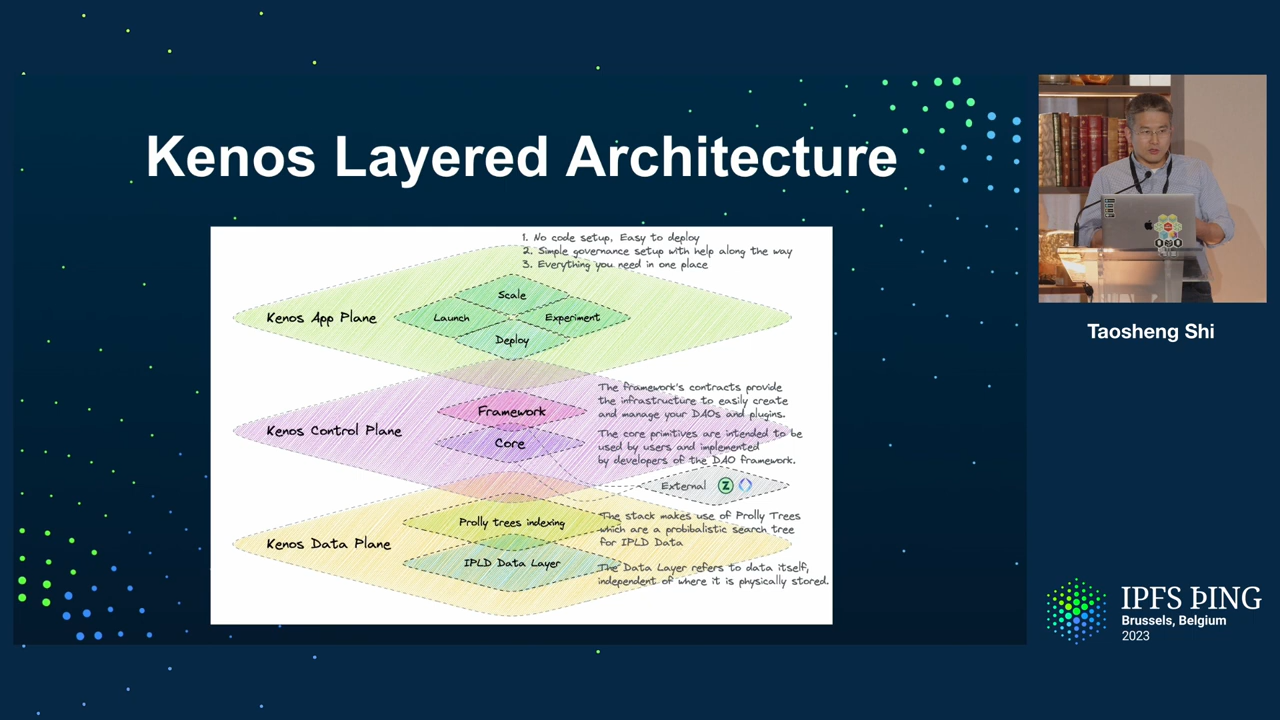 Kenos Layered Architecture
1. No code setup, Easy to deploy
2. Simple governance setup with help along the way
3. Everything you need in one place
Scale
Kenos App Plane
Launch
Experiment
Deploy
The framework's contracts provide
the infrastructure to easily create
and manage your DAOs and plugins.
Framework
Kenos Control Plane
Core
The core primitives are intended to be
used by users and implemented
by developers of the DAO framework.
External
Z
Prolly trees indexing
The stack makes use of Prolly Trees
which are a probibalistic search tree
for IPLD Data
Kenos Data Plane
IPLD Data Layer
The Data Layer refers to data itself,
independent of where it is physically stored.
Taosheng Shi
IPFS ÞING
Brussels, Belgium
2023